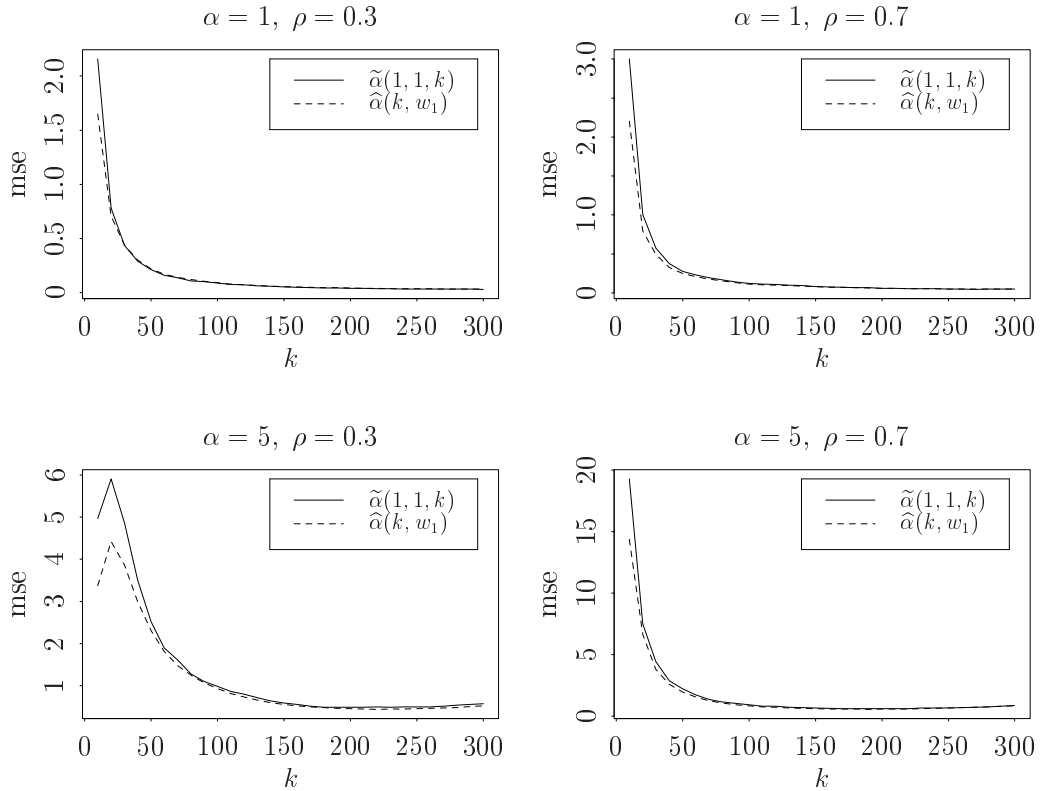 α = 1, ρ = 0.3
mse
2.0
1.5
1.0
0.5
0
α̃(1, 1, k)
α̂(k, w₁)
0 50 100 150 200 250 300
k
α = 1, ρ = 0.7
mse
3.0
2.0
1.0
0
α̃(1, 1, k)
α̂(k, w₁)
0 50 100 150 200 250 300
k
α = 5, ρ = 0.3
mse
6
5
4
3
2
1
α̃(1, 1, k)
α̂(k, w₁)
0 50 100 150 200 250 300
k
α = 5, ρ = 0.7
mse
20
15
10
5
0
α̃(1, 1, k)
α̂(k, w₁)
0 50 100 150 200 250 300
k